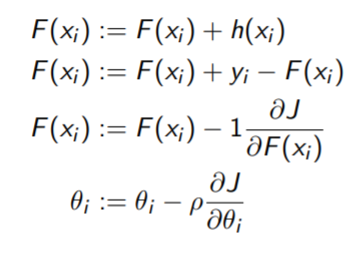 F(xᵢ) := F(xᵢ) + h(xᵢ)
F(xᵢ) := F(xᵢ) + yᵢ − F(xᵢ)
F(xᵢ) := F(xᵢ) − 1 ∂J/∂F(xᵢ)
θᵢ := θᵢ − ρ ∂J/∂θᵢ